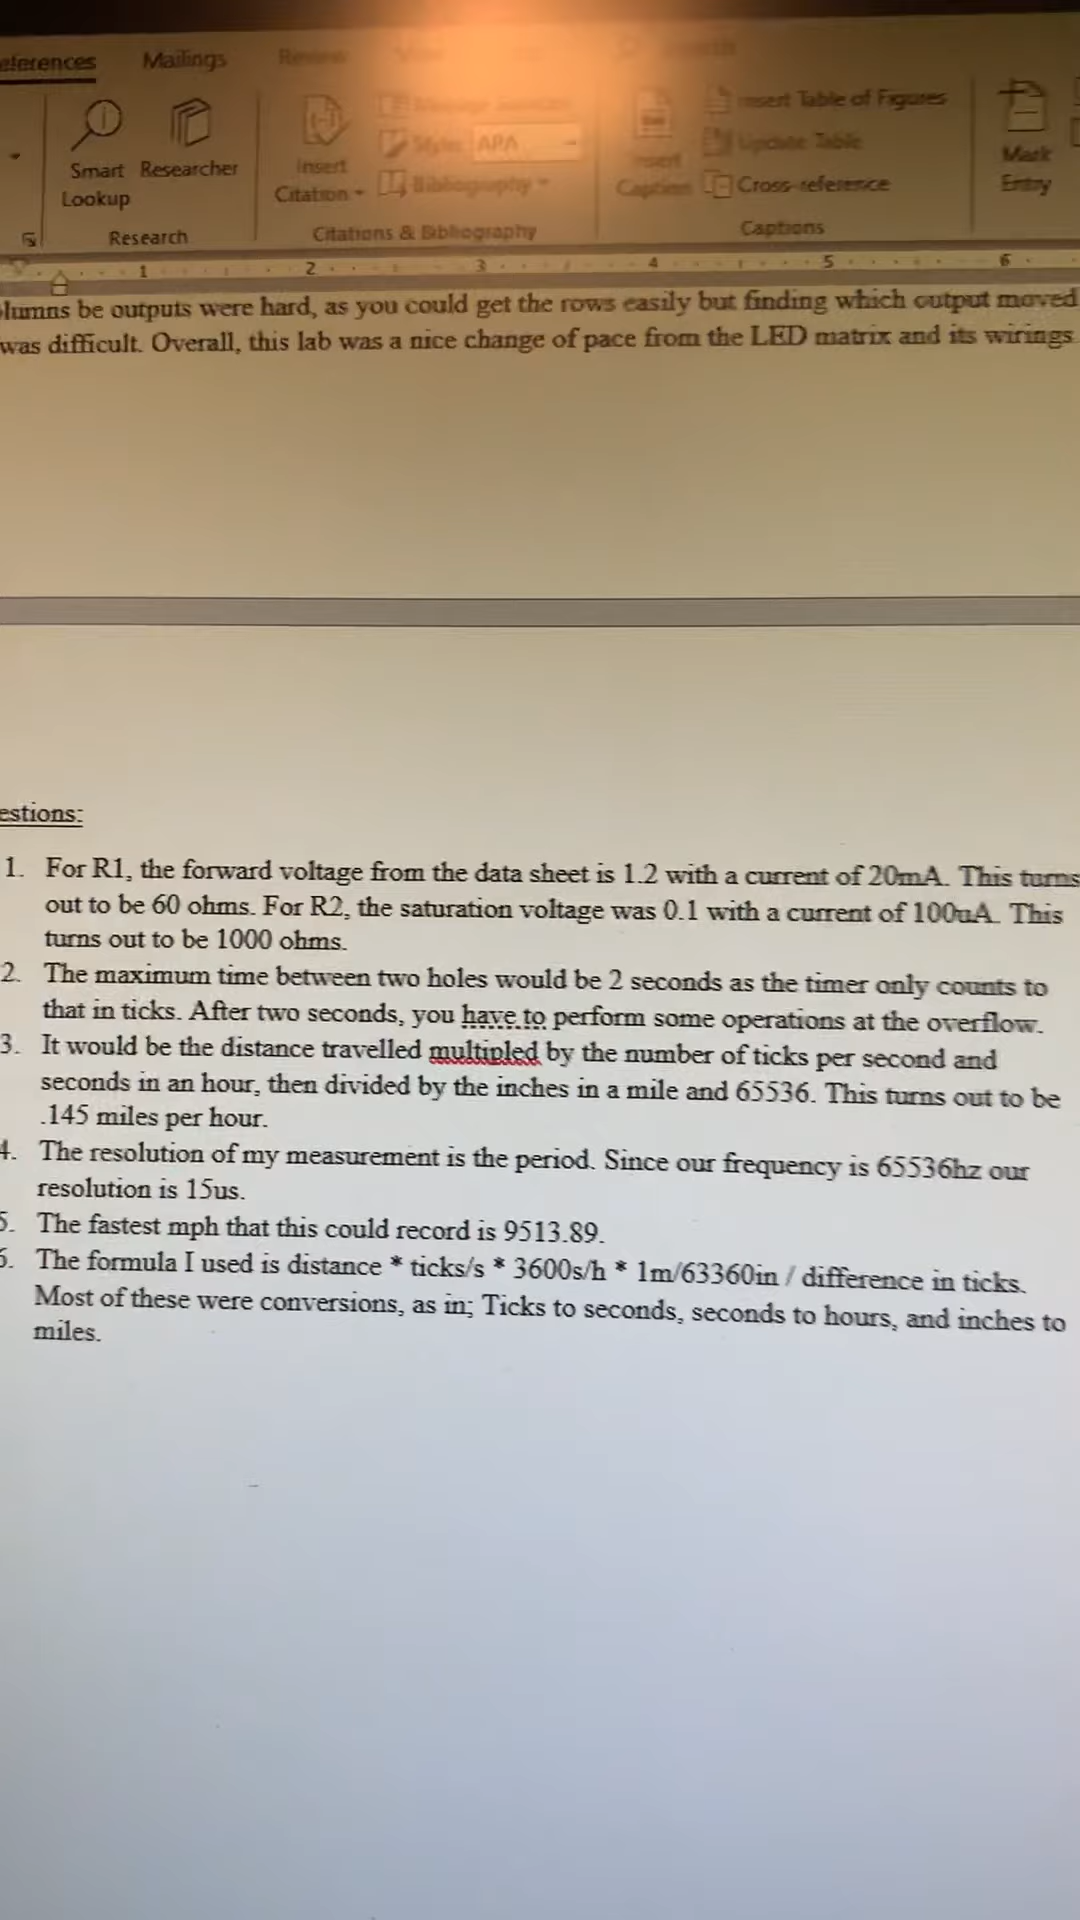 eferences Mailings Review
Smart Lookup
Researcher
Research
Insert Citation
Style: APA
Bibliography
Citations & Bibliography
Insert Caption
Insert Table of Figures
Update Table
Cross-reference
Captions
Mark Entry
1 2 3 4 5 6
lumns be outputs were hard, as you could get the rows easily but finding which output moved
was difficult. Overall, this lab was a nice change of pace from the LED matrix and its wirings
estions:
1. For R1, the forward voltage from the data sheet is 1.2 with a current of 20mA. This turns
out to be 60 ohms. For R2, the saturation voltage was 0.1 with a current of 100uA. This
turns out to be 1000 ohms.
2. The maximum time between two holes would be 2 seconds as the timer only counts to
that in ticks. After two seconds, you have to perform some operations at the overflow.
3. It would be the distance travelled multipled by the number of ticks per second and
seconds in an hour, then divided by the inches in a mile and 65536. This turns out to be
.145 miles per hour.
4. The resolution of my measurement is the period. Since our frequency is 65536hz our
resolution is 15us.
5. The fastest mph that this could record is 9513.89.
6. The formula I used is distance * ticks/s * 3600s/h * 1m/63360in / difference in ticks.
Most of these were conversions, as in; Ticks to seconds, seconds to hours, and inches to
miles.